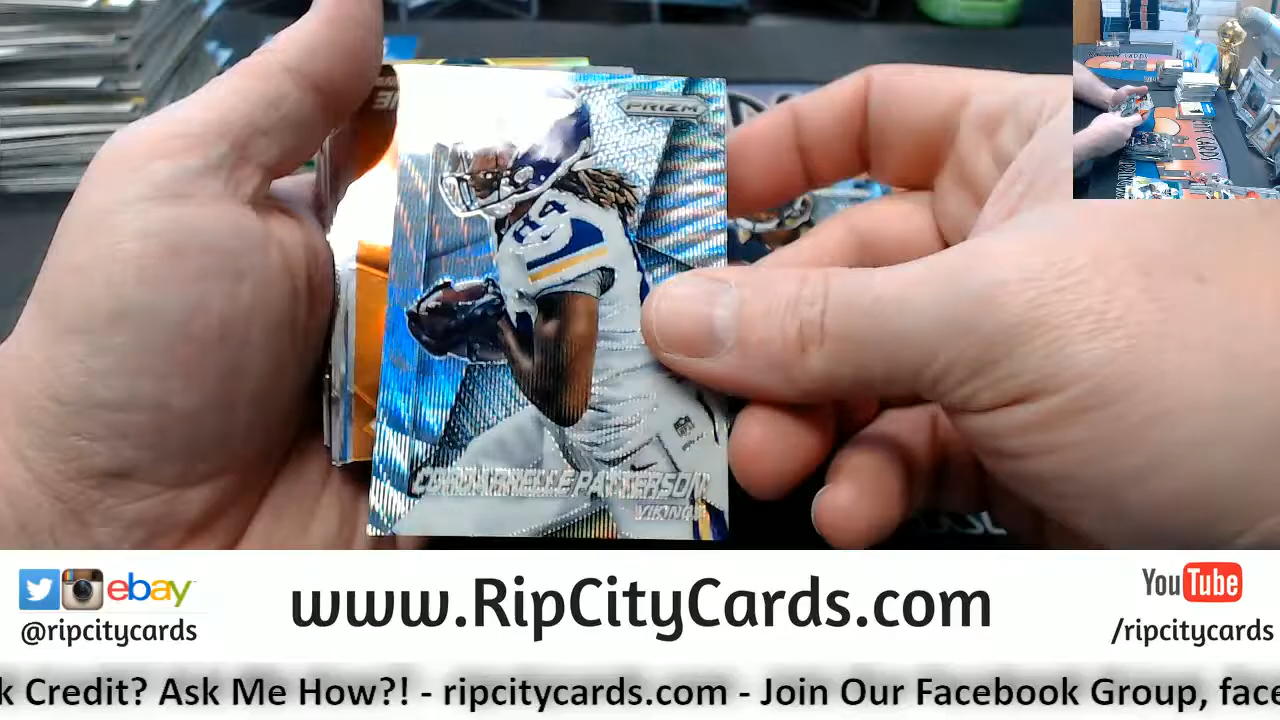 PRIZM
84
CORDARRELLE PATTERSON
VIKINGS
ebay
@ripcitycards
www.RipCityCards.com
YouTube
/ripcitycards
k Credit? Ask Me How?! - ripcitycards.com - Join Our Facebook Group, face